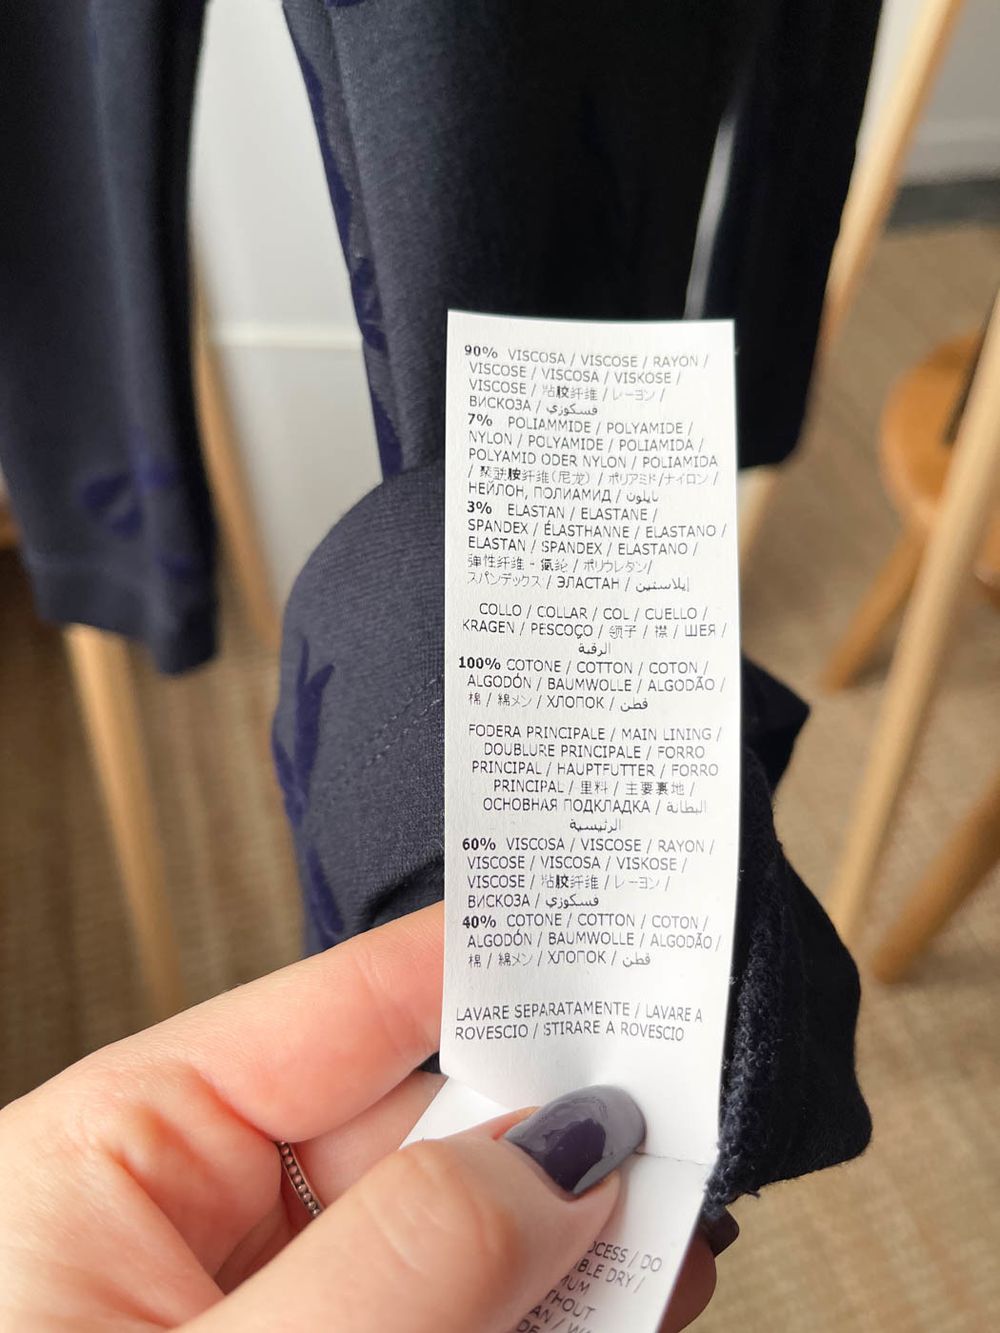 90% VISCOSA / VISCOSE / RAYON /
VISCOSE / VISCOSA / VISKOSE /
VISCOSE / 粘胶纤维 / レーヨン /
ВИСКОЗА / فسكوزي
7% POLIAMMIDE / POLYAMIDE /
NYLON / POLYAMIDE / POLIAMIDA /
POLYAMID ODER NYLON / POLIAMIDA
/ 聚酰胺纤维(尼龙) / ポリアミド/ナイロン /
НЕЙЛОН, ПОЛИАМИД / نايلون
3% ELASTAN / ELASTANE /
SPANDEX / ÉLASTHANNE / ELASTANO /
ELASTAN / SPANDEX / ELASTANO /
弹性纤维 - 氨纶 / ポリウレタン/
スパンデックス / ЭЛАСТАН / إيلاستين
COLLO / COLLAR / COL / CUELLO /
KRAGEN / PESCOÇO / 领子 / 襟 / ШЕЯ /
الرقبة
100% COTONE / COTTON / COTON /
ALGODÓN / BAUMWOLLE / ALGODÃO /
棉 / 綿メン / ХЛОПОК / قطن
FODERA PRINCIPALE / MAIN LINING /
DOUBLURE PRINCIPALE / FORRO
PRINCIPAL / HAUPTFUTTER / FORRO
PRINCIPAL / 里料 / 主要裏地 /
ОСНОВНАЯ ПОДКЛАДКА / البطانة
الرئيسية
60% VISCOSA / VISCOSE / RAYON /
VISCOSE / VISCOSA / VISKOSE /
VISCOSE / 粘胶纤维 / レーヨン /
ВИСКОЗА / فسكوزي
40% COTONE / COTTON / COTON /
ALGODÓN / BAUMWOLLE / ALGODÃO /
棉 / 綿メン / ХЛОПОК / قطن
LAVARE SEPARATAMENTE / LAVARE A
ROVESCIO / STIRARE A ROVESCIO
OCESS / DO
IBLE DRY /
MUM
THOUT
AN / W
DE